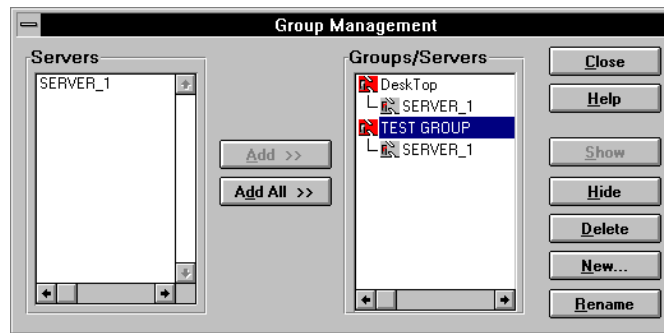 Group Management
Servers
SERVER_1
Add >>
Add All >>
Groups/Servers
DeskTop
SERVER_1
TEST GROUP
SERVER_1
Close
Help
Show
Hide
Delete
New...
Rename